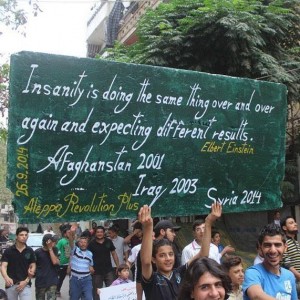 Insanity is doing the same thing over and over
again and expecting different results.
Elbert Einstein
Afaghanstan 2001
Iraq 2003
Syria 2014
26.9.2014
Aleppo Revolution Plus